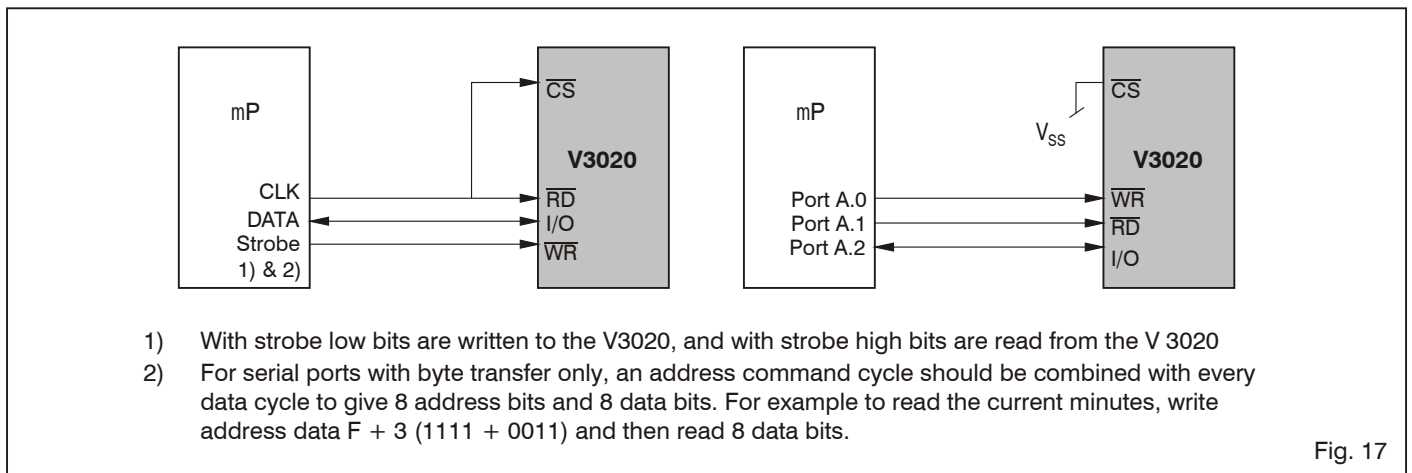 mP
CLK
DATA
Strobe
1) & 2)
CS
V3020
RD
I/O
WR
mP
Port A.0
Port A.1
Port A.2
VSS
CS
V3020
WR
RD
I/O
1) With strobe low bits are written to the V3020, and with strobe high bits are read from the V 3020
2) For serial ports with byte transfer only, an address command cycle should be combined with every
data cycle to give 8 address bits and 8 data bits. For example to read the current minutes, write
address data F + 3 (1111 + 0011) and then read 8 data bits.
Fig. 17